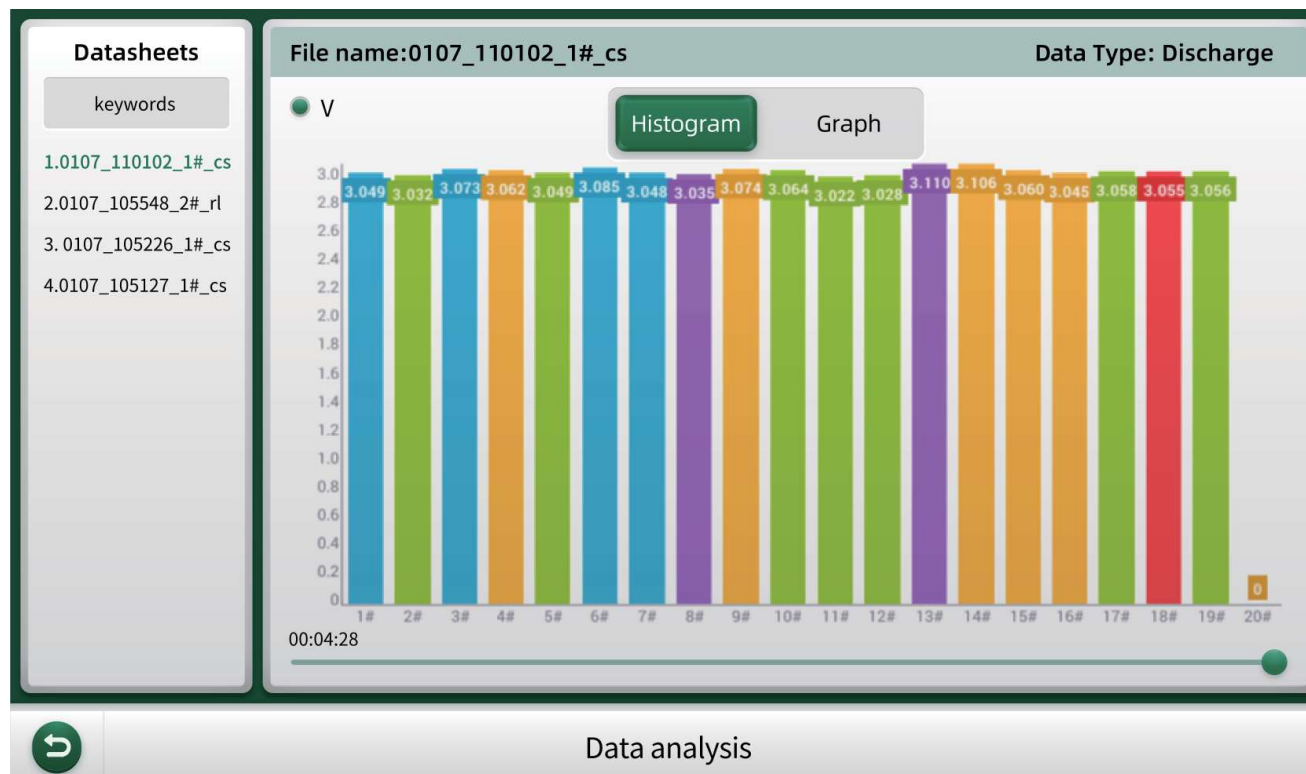 Datasheets
keywords
1.0107_110102_1#_cs
2.0107_105548_2#_rl
3. 0107_105226_1#_cs
4.0107_105127_1#_cs
File name:0107_110102_1#_cs Data Type: Discharge
V
Histogram Graph
3.0
2.8
2.6
2.4
2.2
2.0
1.8
1.6
1.4
1.2
1.0
0.8
0.6
0.4
0.2
0
3.049 3.032 3.073 3.062 3.049 3.085 3.048 3.035 3.074 3.064 3.022 3.028 3.110 3.106 3.060 3.045 3.058 3.055 3.056 0
1# 2# 3# 4# 5# 6# 7# 8# 9# 10# 11# 12# 13# 14# 15# 16# 17# 18# 19# 20#
00:04:28
Data analysis